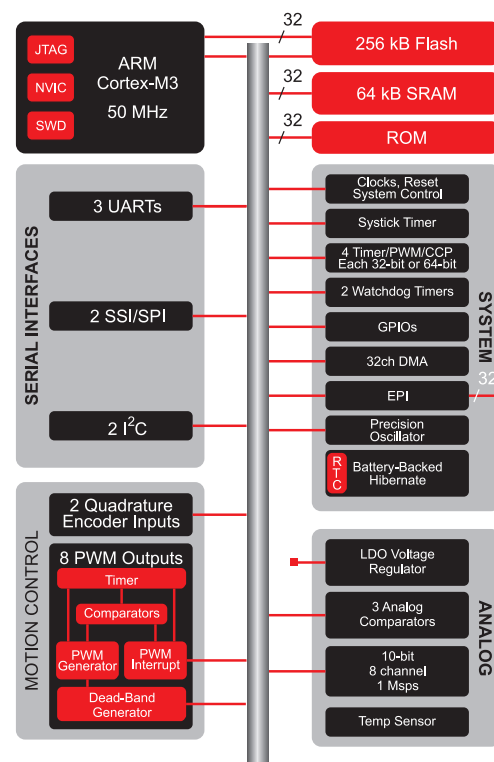 JTAG
NVIC
SWD
ARM
Cortex-M3
50 MHz
32
256 kB Flash
32
64 kB SRAM
32
ROM
SERIAL INTERFACES
3 UARTs
2 SSI/SPI
2 I²C
SYSTEM
Clocks, Reset
System Control
Systick Timer
4 Timer/PWM/CCP
Each 32-bit or 64-bit
2 Watchdog Timers
GPIOs
32ch DMA
EPI
32
Precision
Oscillator
RTC
Battery-Backed
Hibernate
MOTION CONTROL
2 Quadrature
Encoder Inputs
8 PWM Outputs
Timer
Comparators
PWM
Generator
PWM
Interrupt
Dead-Band
Generator
ANALOG
LDO Voltage
Regulator
3 Analog
Comparators
10-bit
8 channel
1 Msps
Temp Sensor